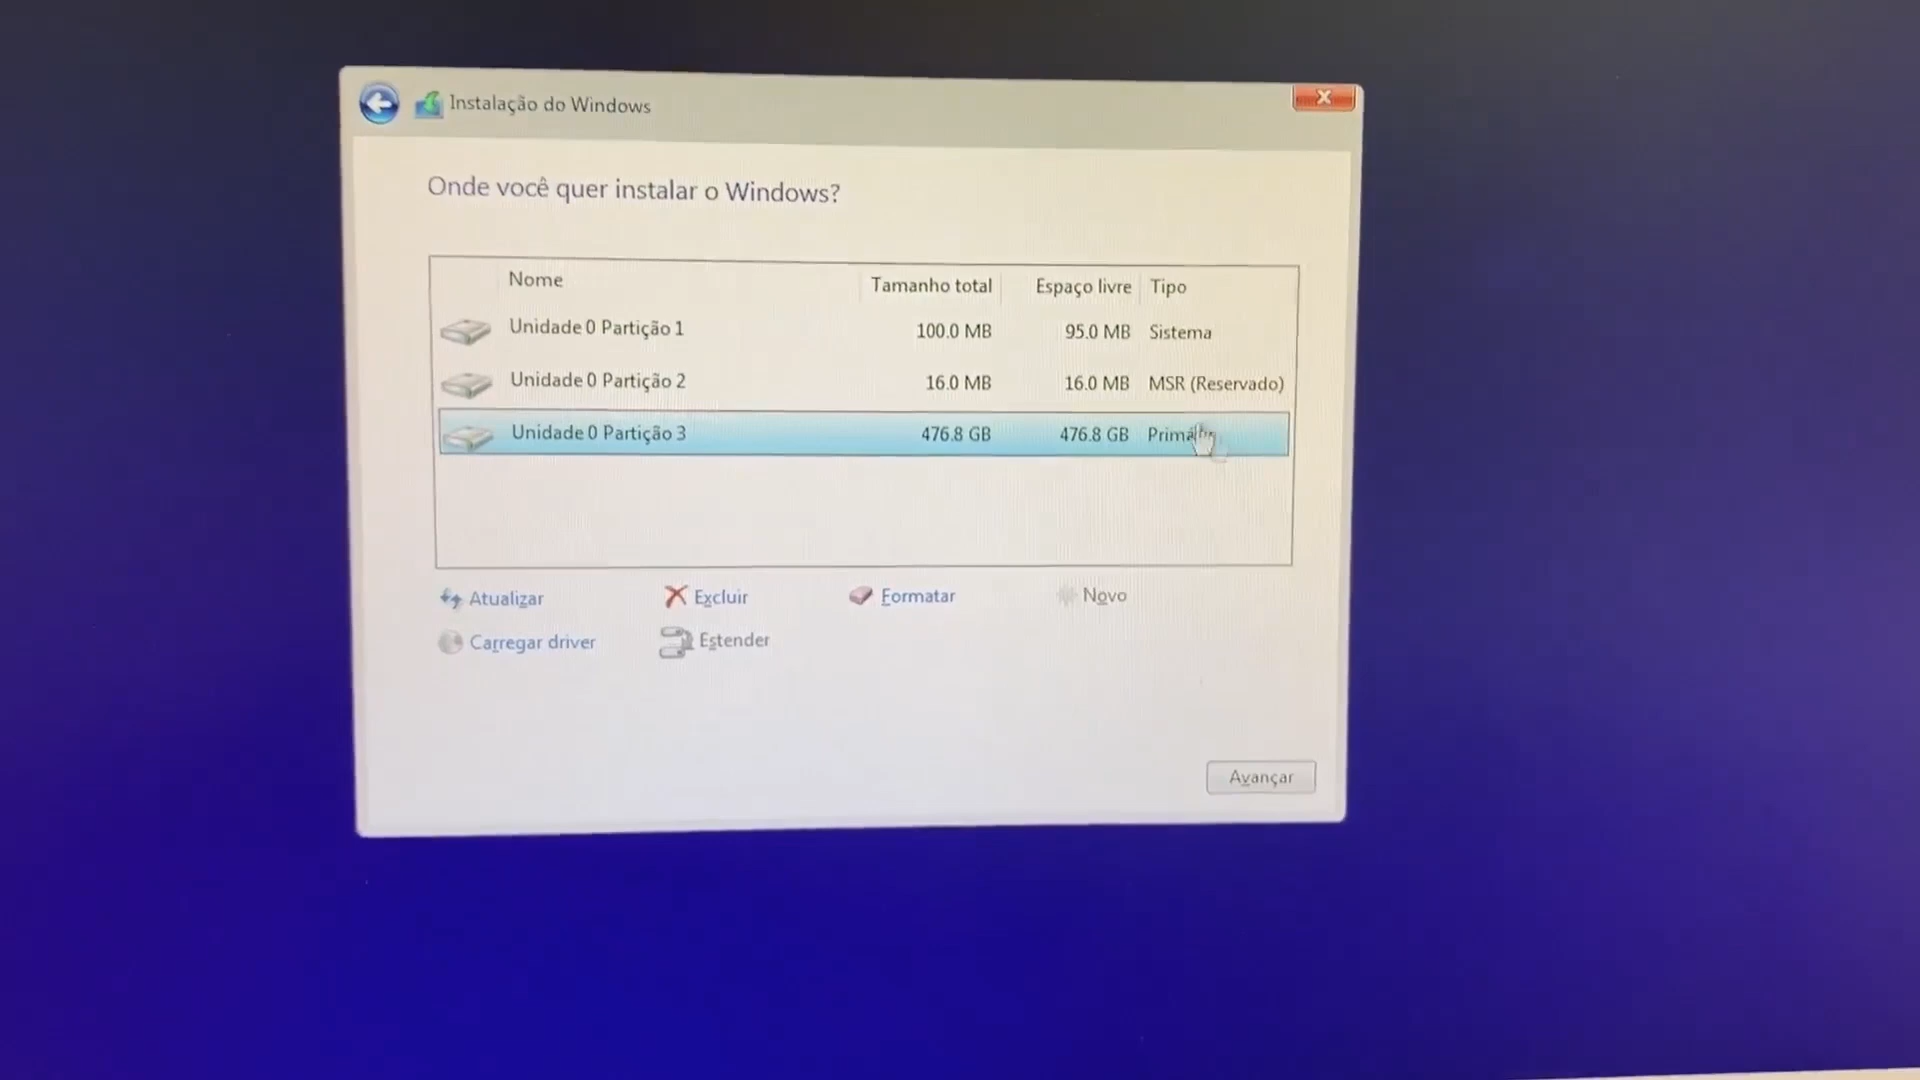 Instalação do Windows
Onde você quer instalar o Windows?
Nome Tamanho total Espaço livre Tipo
Unidade 0 Partição 1 100.0 MB 95.0 MB Sistema
Unidade 0 Partição 2 16.0 MB 16.0 MB MSR (Reservado)
Unidade 0 Partição 3 476.8 GB 476.8 GB
Atualizar Excluir Formatar Novo
Carregar driver Estender
Avançar